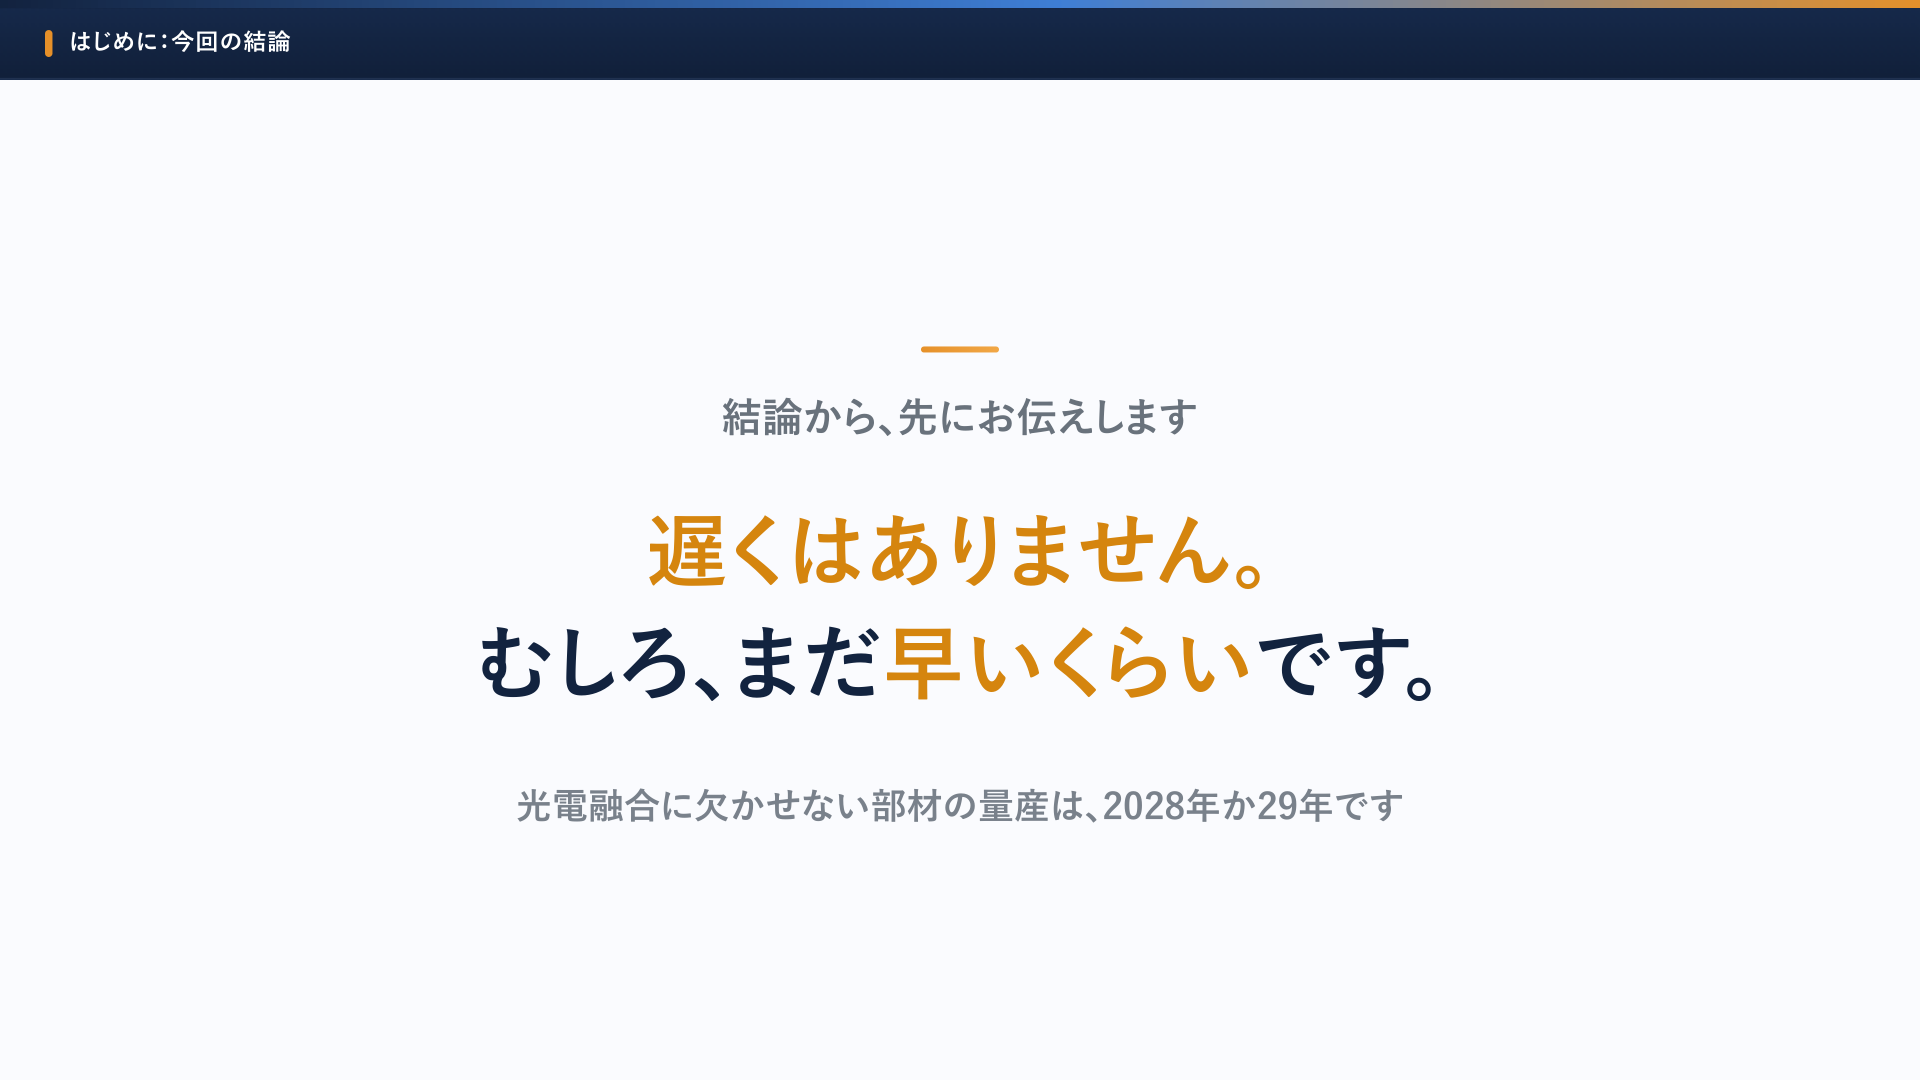 はじめに：今回の結論
結論から、先にお伝えします
遅くはありません。
むしろ、まだ早いくらいです。
光電融合に欠かせない部材の量産は、2028年か29年です